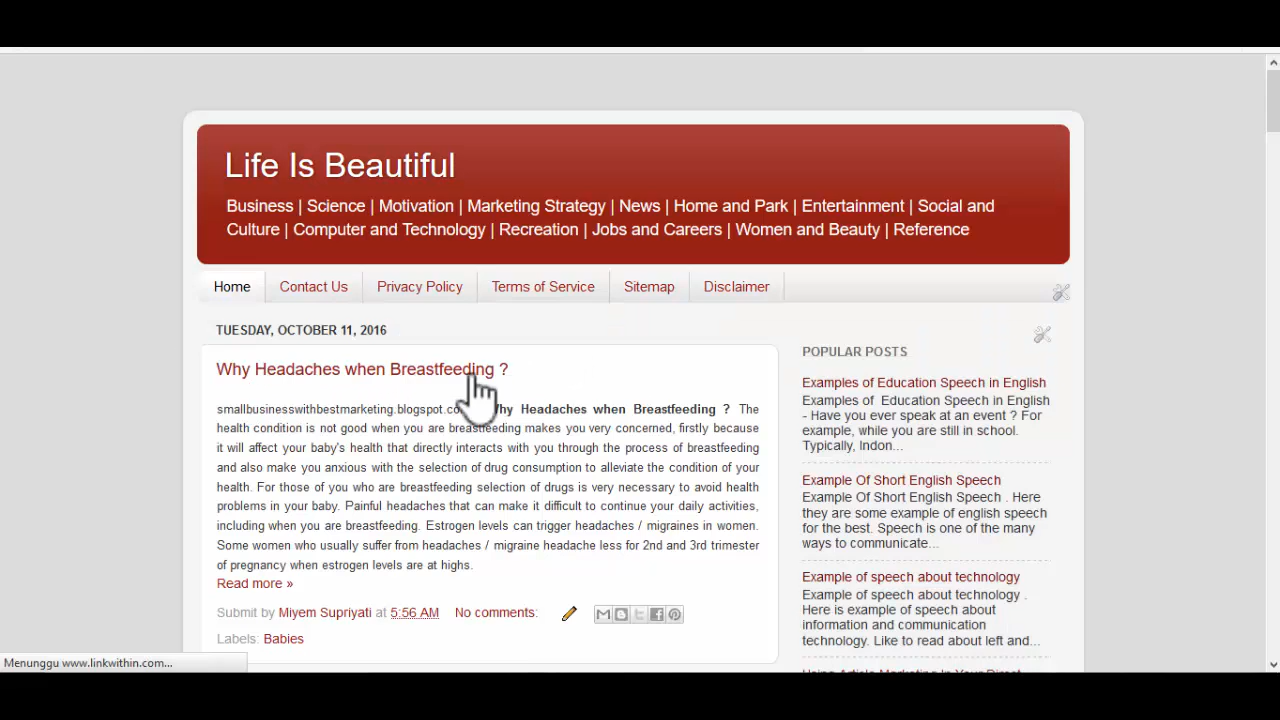 Life Is Beautiful
Business | Science | Motivation | Marketing Strategy | News | Home and Park | Entertainment | Social and
Culture | Computer and Technology | Recreation | Jobs and Careers | Women and Beauty | Reference
Home
Contact Us
Privacy Policy
Terms of Service
Sitemap
Disclaimer
TUESDAY, OCTOBER 11, 2016
Why Headaches when Breastfeeding ?
smallbusinesswithbestmarketing.blogspot.co hy Headaches when Breastfeeding ? The
health condition is not good when you are breastfeeding makes you very concerned, firstly because
it will affect your baby's health that directly interacts with you through the process of breastfeeding
and also make you anxious with the selection of drug consumption to alleviate the condition of your
health. For those of you who are breastfeeding selection of drugs is very necessary to avoid health
problems in your baby. Painful headaches that can make it difficult to continue your daily activities,
including when you are breastfeeding. Estrogen levels can trigger headaches / migraines in women.
Some women who usually suffer from headaches / migraine headache less for 2nd and 3rd trimester
of pregnancy when estrogen levels are at highs.
Read more »
Submit by Miyem Supriyati at 5:56 AM No comments:
Labels: Babies
POPULAR POSTS
Examples of Education Speech in English
Examples of Education Speech in English
- Have you ever speak at an event ? For
example, while you are still in school.
Typically, Indon...
Example Of Short English Speech
Example Of Short English Speech . Here
they are some example of english speech
for the best. Speech is one of the many
ways to communicate...
Example of speech about technology
Example of speech about technology .
Here is example of speech about
information and communication
technology. Like to read about left and...
Using Article Marketing In Your Direct
Menunggu www.linkwithin.com...